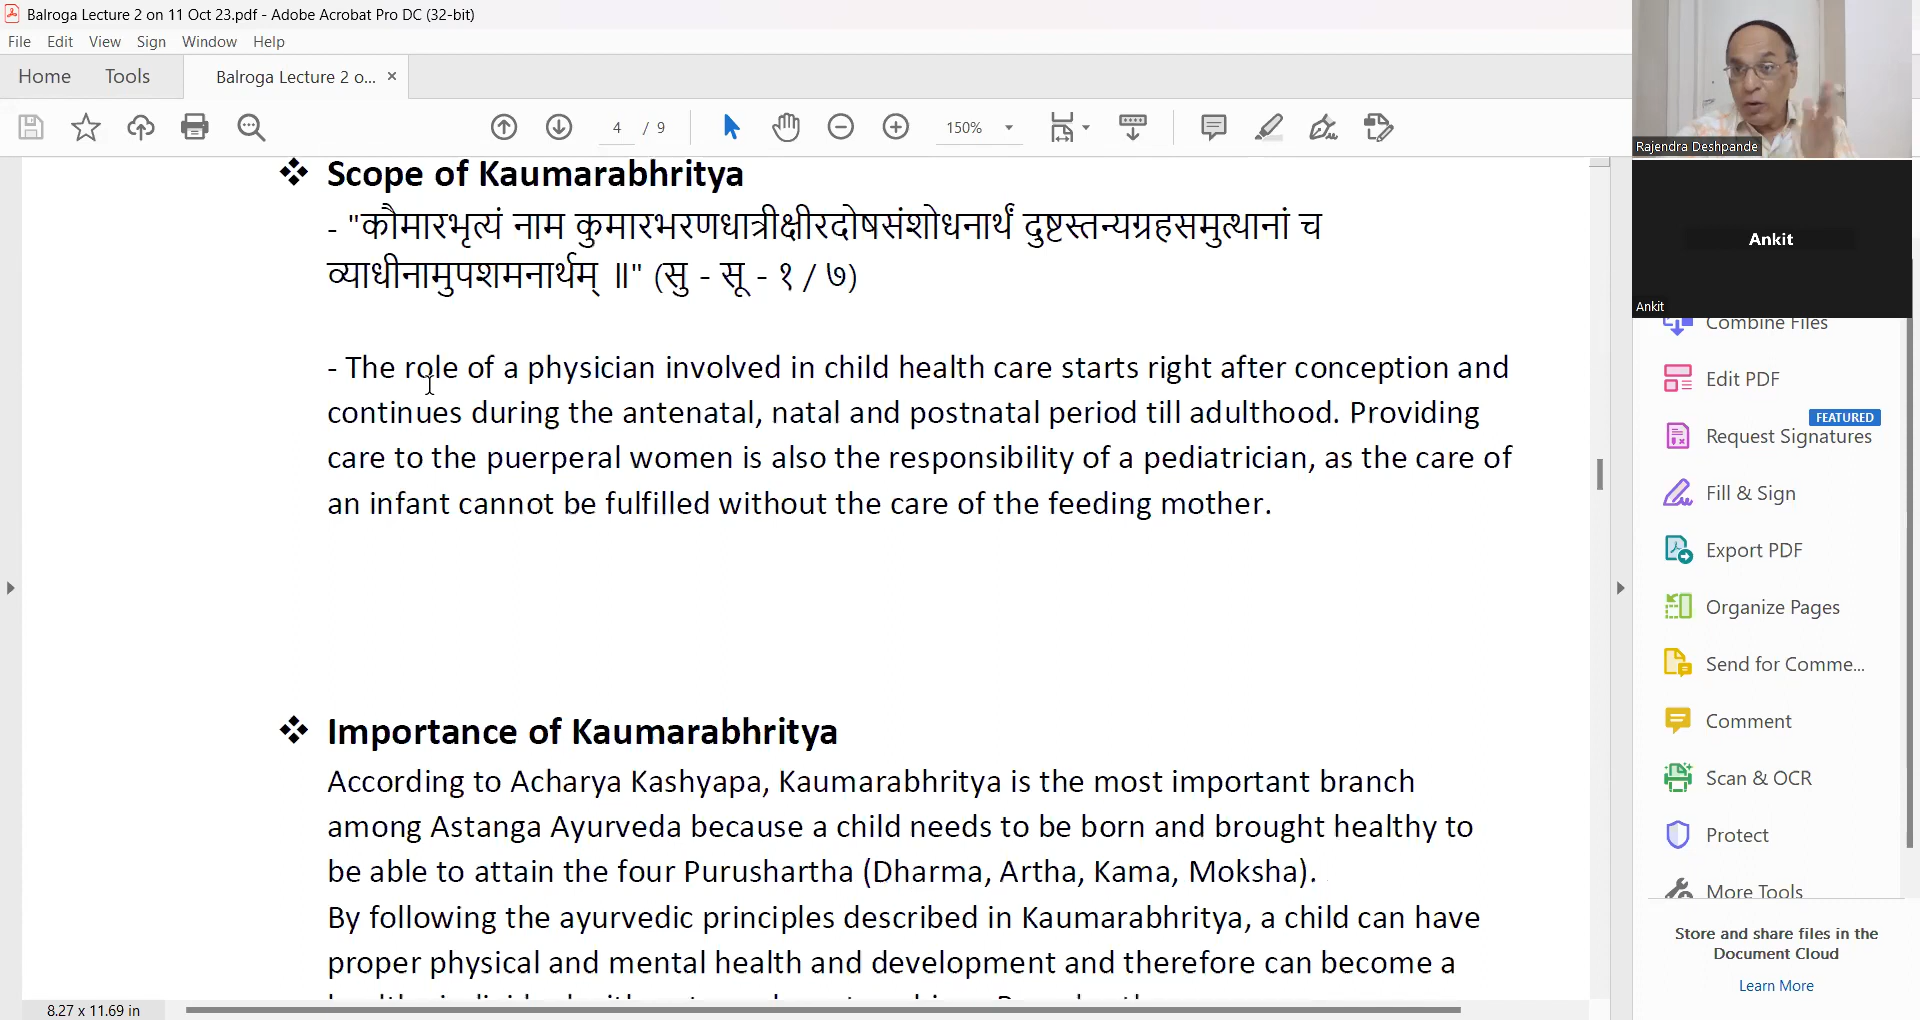 Balroga Lecture 2 on 11 Oct 23.pdf - Adobe Acrobat Pro DC (32-bit)
File Edit View Sign Window Help
Home Tools Balroga Lecture 2 o... ×
4 / 9 150%
Scope of Kaumarabhritya
- "कौमारभृत्यं नाम कुमारभरणधात्रीक्षीरदोषसंशोधनार्थं दुष्टस्तन्यग्रहसमुत्थानां च
व्याधीनामुपशमनार्थम् ॥" (सु - सू - १ / ७)
- The role of a physician involved in child health care starts right after conception and
continues during the antenatal, natal and postnatal period till adulthood. Providing
care to the puerperal women is also the responsibility of a pediatrician, as the care of
an infant cannot be fulfilled without the care of the feeding mother.
Importance of Kaumarabhritya
According to Acharya Kashyapa, Kaumarabhritya is the most important branch
among Astanga Ayurveda because a child needs to be born and brought healthy to
be able to attain the four Purushartha (Dharma, Artha, Kama, Moksha).
By following the ayurvedic principles described in Kaumarabhritya, a child can have
proper physical and mental health and development and therefore can become a
8.27 x 11.69 in
Rajendra Deshpande
Ankit
Ankit
Combine Files
Edit PDF
FEATURED
Request Signatures
Fill & Sign
Export PDF
Organize Pages
Send for Comme...
Comment
Scan & OCR
Protect
More Tools
Store and share files in the
Document Cloud
Learn More